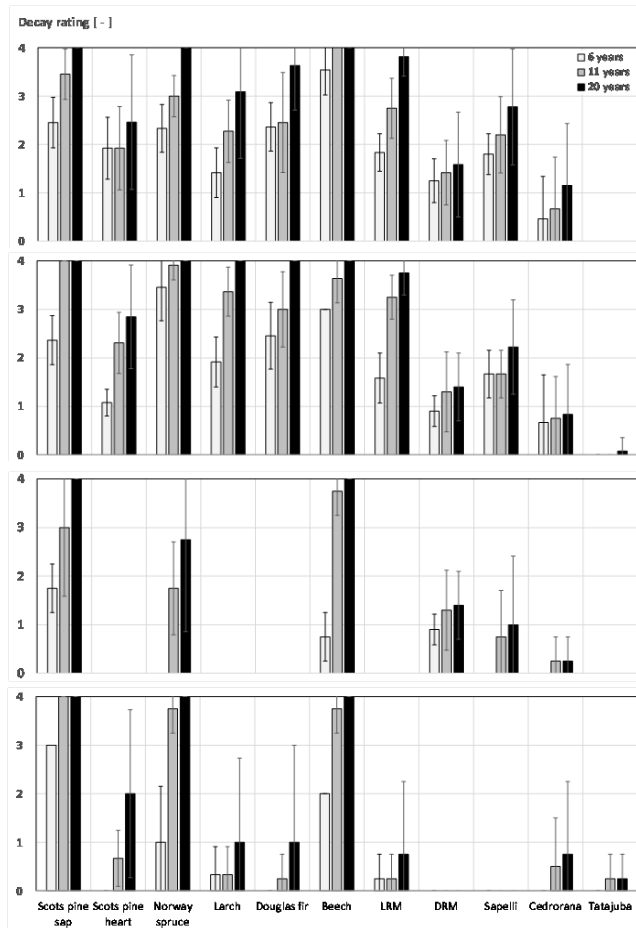 Decay rating [ - ]
6 years
11 years
20 years
4
3
2
1
0
4
3
2
1
0
4
3
2
1
0
4
3
2
1
0
Scots pine sap
Scots pine heart
Norway spruce
Larch
Douglas fir
Beech
LRM
DRM
Sapelli
Cedrorana
Tatajuba